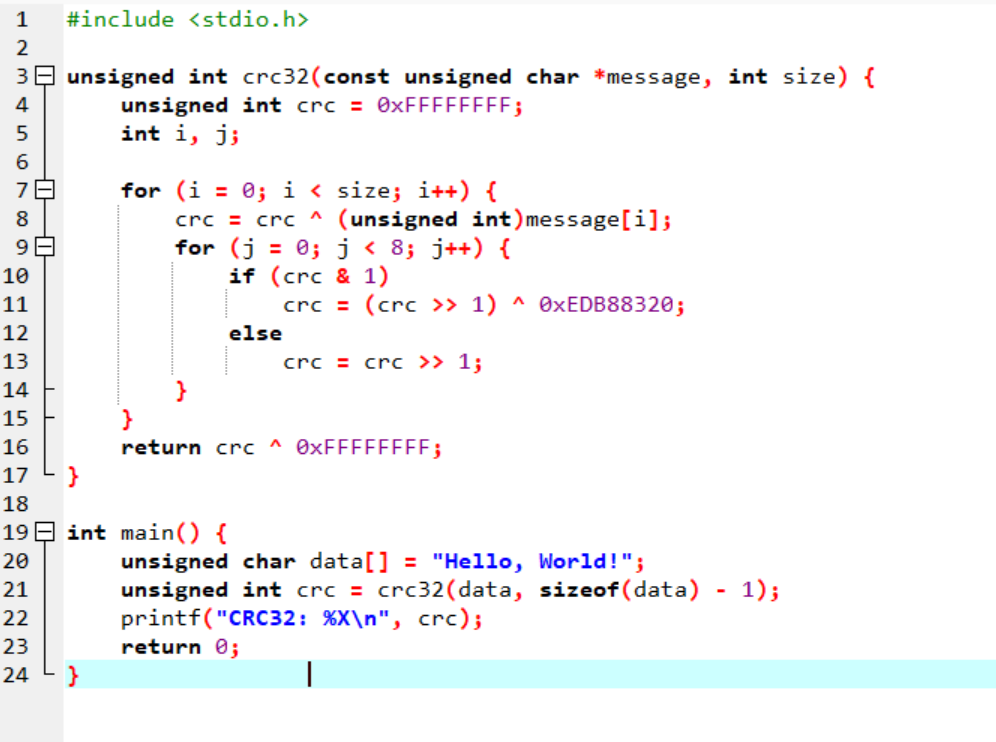 1 #include <stdio.h>
2
3 unsigned int crc32(const unsigned char *message, int size) {
4     unsigned int crc = 0xFFFFFFFF;
5     int i, j;
6
7     for (i = 0; i < size; i++) {
8         crc = crc ^ (unsigned int)message[i];
9         for (j = 0; j < 8; j++) {
10             if (crc & 1)
11                 crc = (crc >> 1) ^ 0xEDB88320;
12             else
13                 crc = crc >> 1;
14         }
15     }
16     return crc ^ 0xFFFFFFFF;
17 }
18
19 int main() {
20     unsigned char data[] = "Hello, World!";
21     unsigned int crc = crc32(data, sizeof(data) - 1);
22     printf("CRC32: %X\n", crc);
23     return 0;
24 }